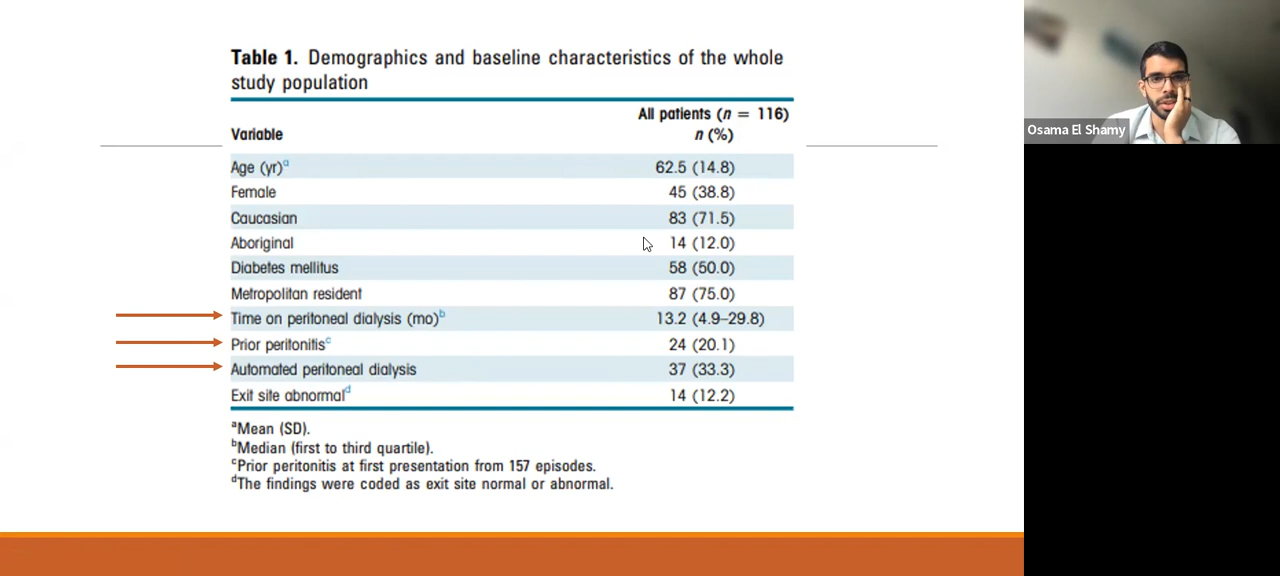 Table 1. Demographics and baseline characteristics of the whole
study population
All patients (n = 116)
Variable n (%)
Age (yr)a 62.5 (14.8)
Female 45 (38.8)
Caucasian 83 (71.5)
Aboriginal 14 (12.0)
Diabetes mellitus 58 (50.0)
Metropolitan resident 87 (75.0)
Time on peritoneal dialysis (mo)b 13.2 (4.9–29.8)
Prior peritonitisc 24 (20.1)
Automated peritoneal dialysis 37 (33.3)
Exit site abnormald 14 (12.2)
aMean (SD).
bMedian (first to third quartile).
cPrior peritonitis at first presentation from 157 episodes.
dThe findings were coded as exit site normal or abnormal.
Osama El Shamy